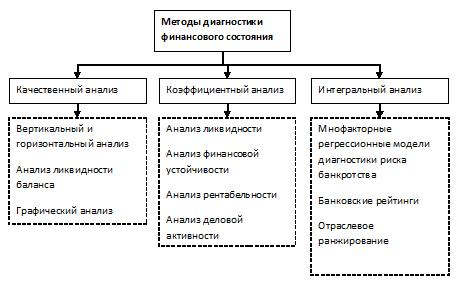 Методы диагностики
финансового состояния
Качественный анализ
Коэффициентный анализ
Интегральный анализ
Вертикальный и
горизонтальный анализ
Анализ ликвидности
баланса
Графический анализ
Анализ ликвидности
Анализ финансовой
устойчивости
Анализ рентабельности
Анализ деловой
активности
Мнофакторные
регрессионные модели
диагностики риска
банкротства
Банковские рейтинги
Отраслевое
ранжирование